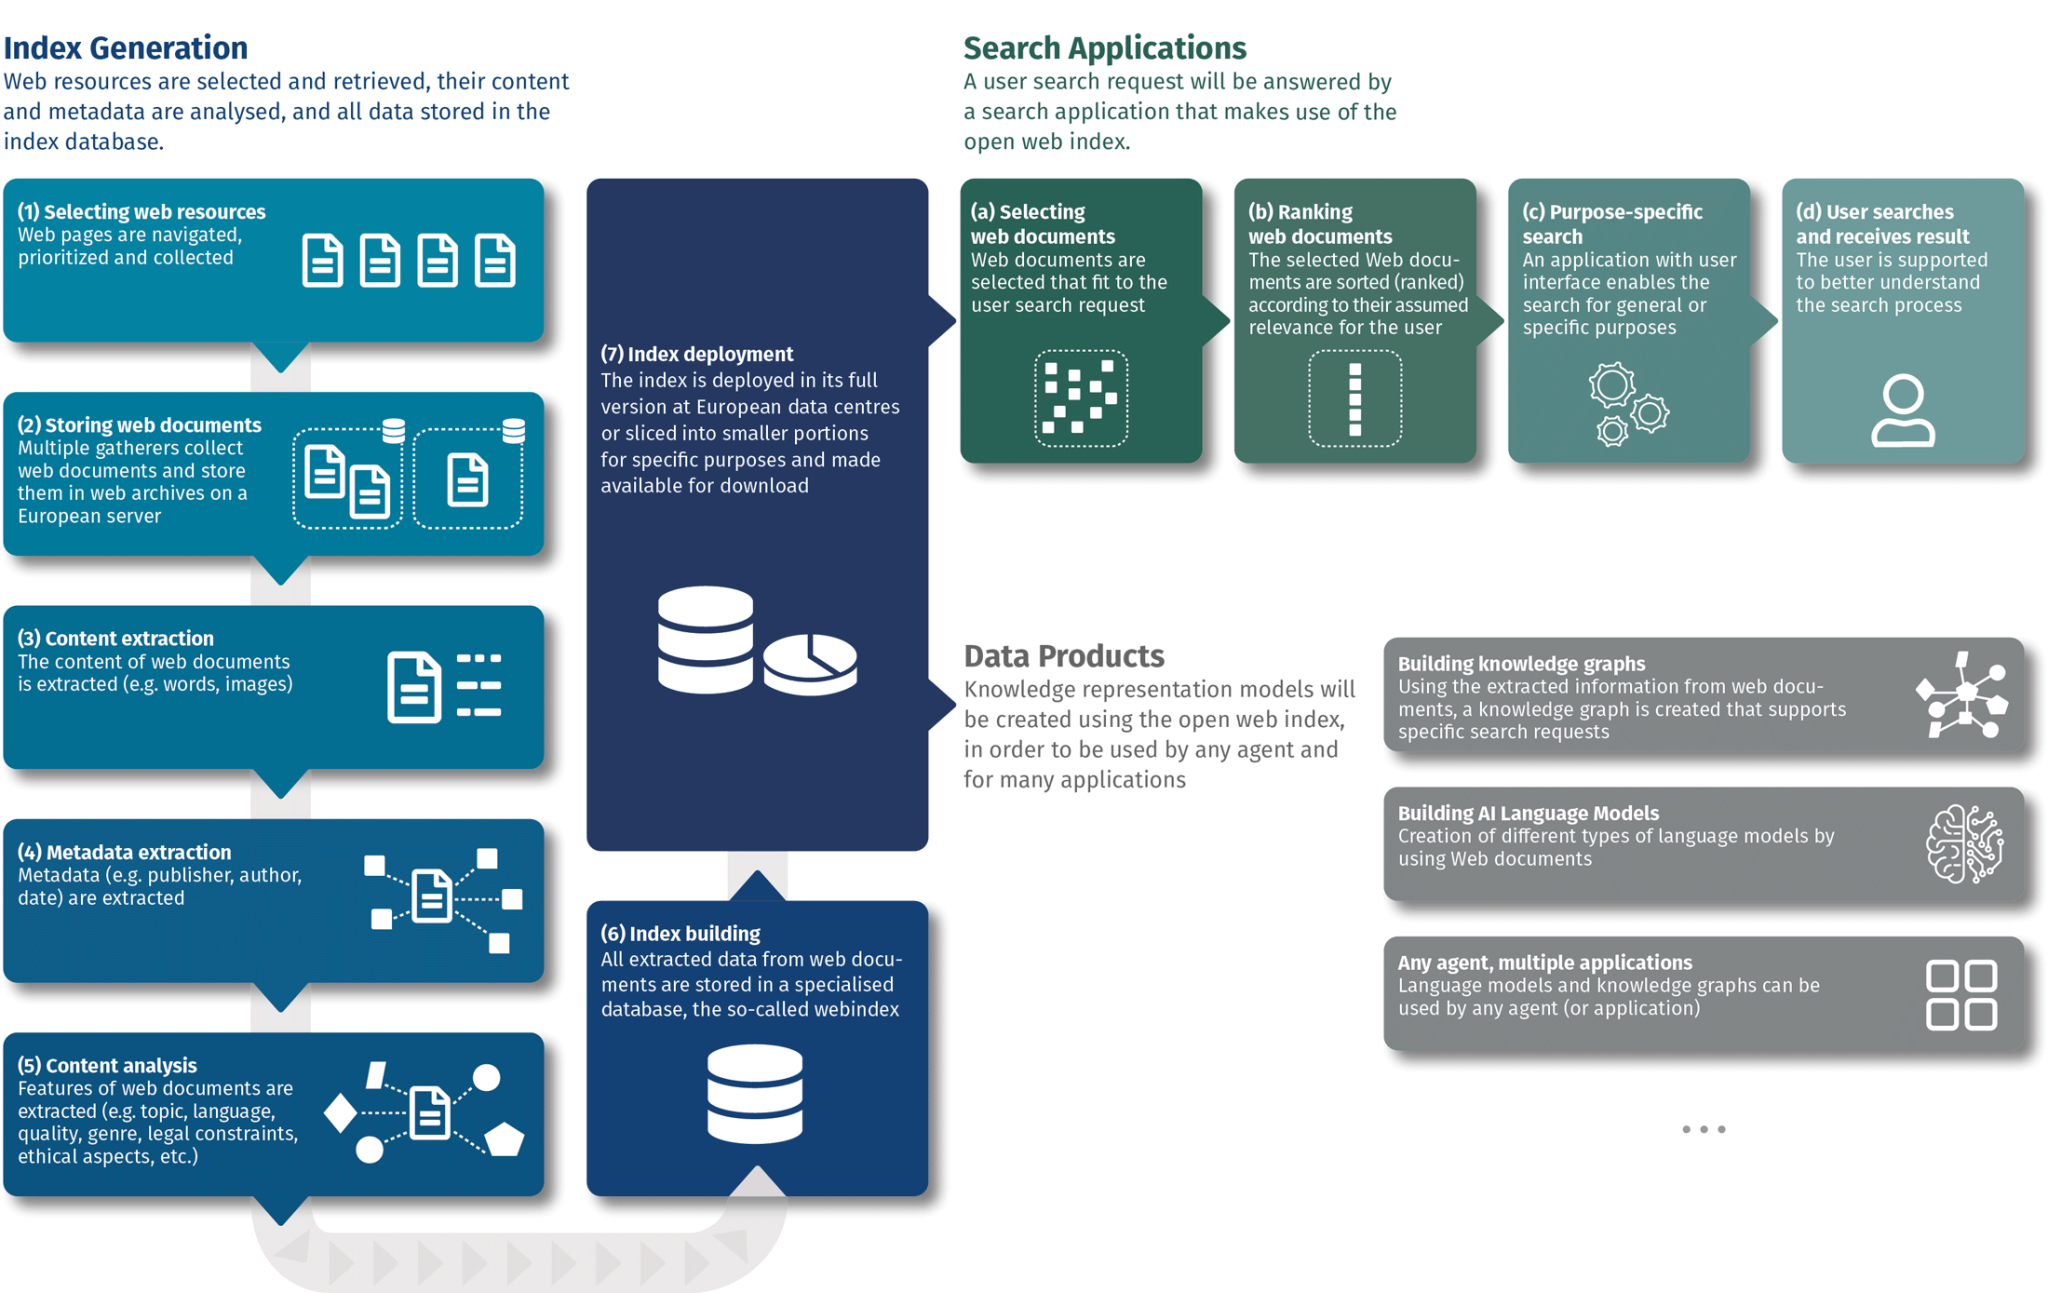 Index Generation
Web resources are selected and retrieved, their content
and metadata are analysed, and all data stored in the
index database.
(1) Selecting web resources
Web pages are navigated,
prioritized and collected
(2) Storing web documents
Multiple gatherers collect
web documents and store
them in web archives on a
European server
(3) Content extraction
The content of web documents
is extracted (e.g. words, images)
(4) Metadata extraction
Metadata (e.g. publisher, author,
date) are extracted
(5) Content analysis
Features of web documents are
extracted (e.g. topic, language,
quality, genre, legal constraints,
ethical aspects, etc.)
(6) Index building
All extracted data from web docu-
ments are stored in a specialised
database, the so-called webindex
(7) Index deployment
The index is deployed in its full
version at European data centres
or sliced into smaller portions
for specific purposes and made
available for download
Search Applications
A user search request will be answered by
a search application that makes use of the
open web index.
(a) Selecting
web documents
Web documents are
selected that fit to the
user search request
(b) Ranking
web documents
The selected Web docu-
ments are sorted (ranked)
according to their assumed
relevance for the user
(c) Purpose-specific
search
An application with user
interface enables the
search for general or
specific purposes
(d) User searches
and receives result
The user is supported
to better understand
the search process
Data Products
Knowledge representation models will
be created using the open web index,
in order to be used by any agent and
for many applications
Building knowledge graphs
Using the extracted information from web docu-
ments, a knowledge graph is created that supports
specific search requests
Building AI Language Models
Creation of different types of language models by
using Web documents
Any agent, multiple applications
Language models and knowledge graphs can be
used by any agent (or application)
...